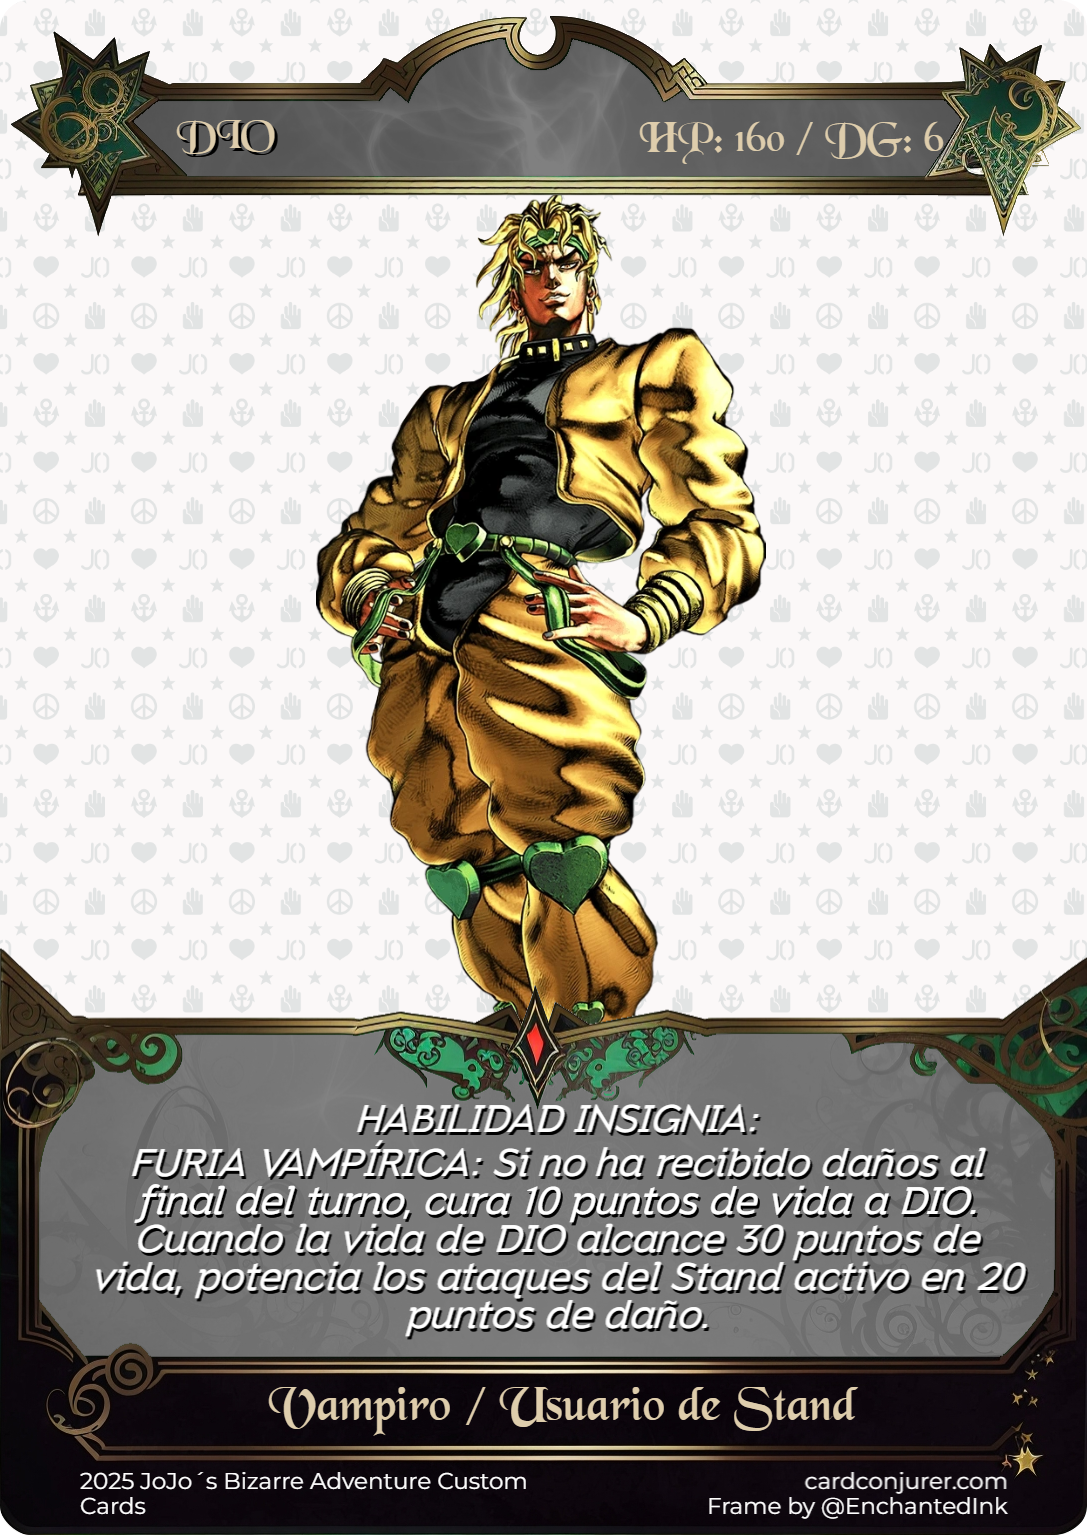 DIO
HP: 160 / DG: 6
HABILIDAD INSIGNIA:
FURIA VAMPÍRICA: Si no ha recibido daños al
final del turno, cura 10 puntos de vida a DIO.
Cuando la vida de DIO alcance 30 puntos de
vida, potencia los ataques del Stand activo en 20
puntos de daño.
Vampiro / Usuario de Stand
2025 JoJo´s Bizarre Adventure Custom
Cards
cardconjurer.com
Frame by @EnchantedInk